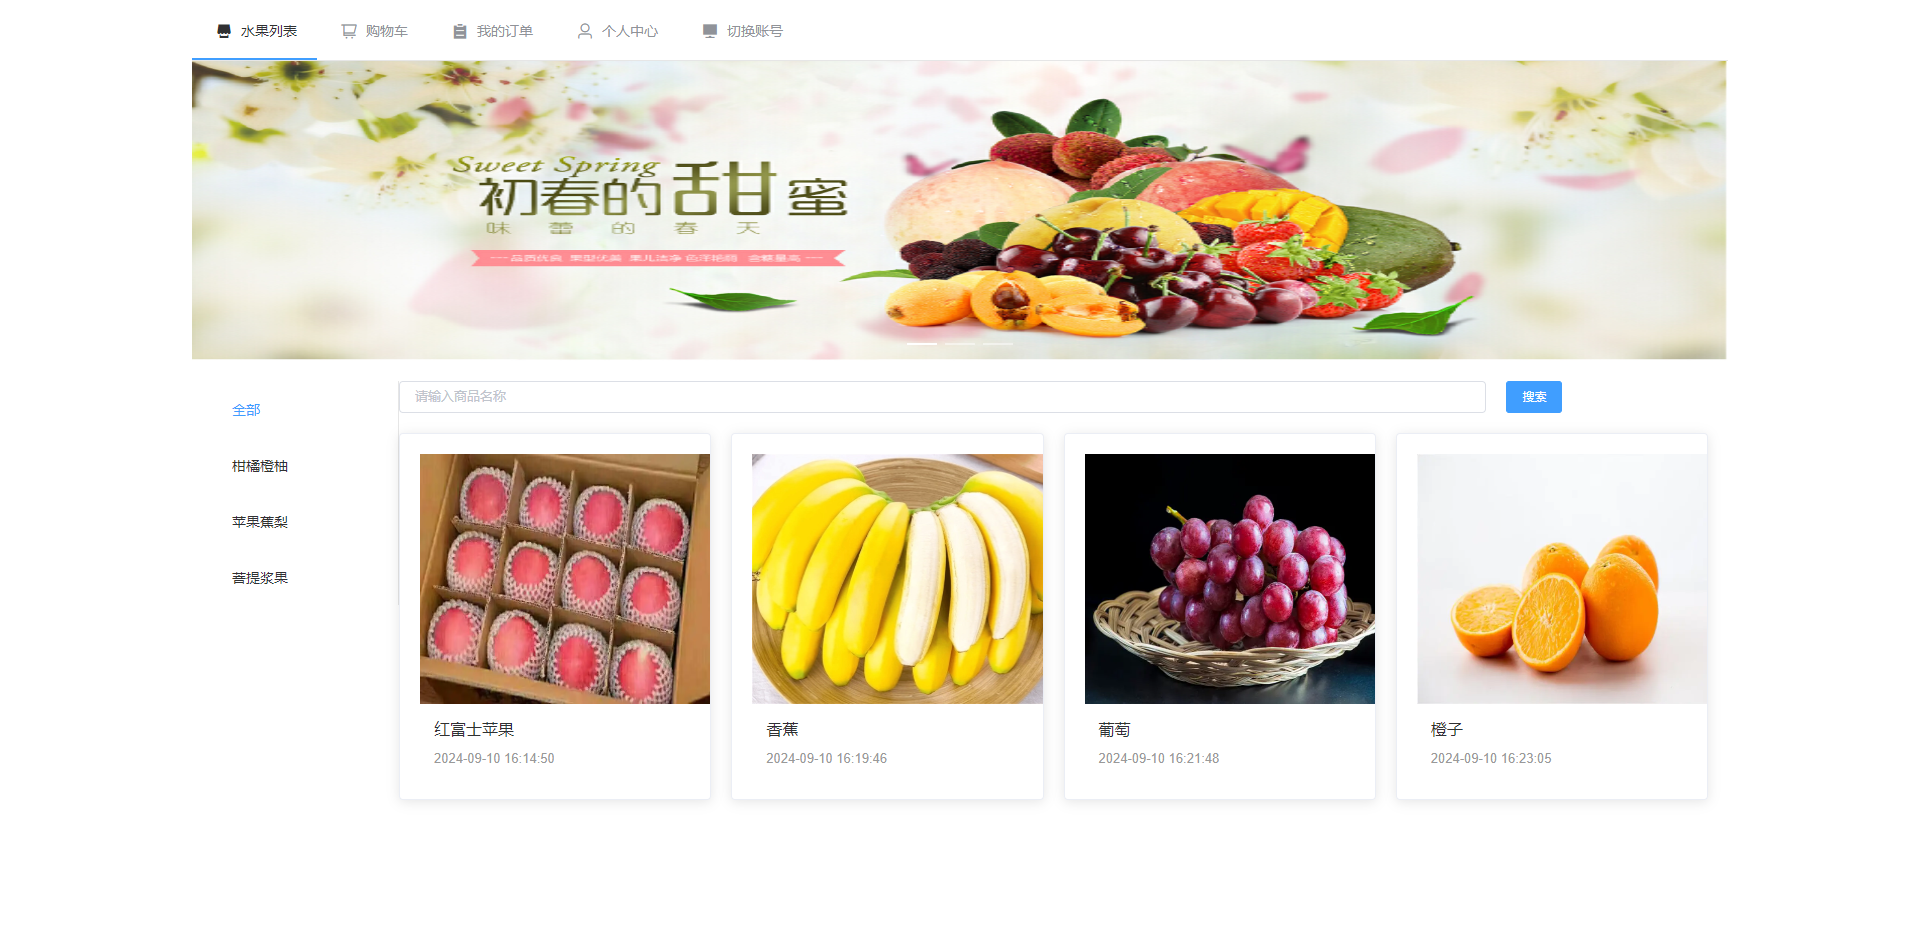 水果列表
购物车
我的订单
个人中心
切换账号
Sweet Spring
初春的甜蜜
味蕾的春天
全部
柑橘橙柚
苹果蕉梨
菩提浆果
请输入商品名称
搜索
红富士苹果
2024-09-10 16:14:50
香蕉
2024-09-10 16:19:46
葡萄
2024-09-10 16:21:48
橙子
2024-09-10 16:23:05